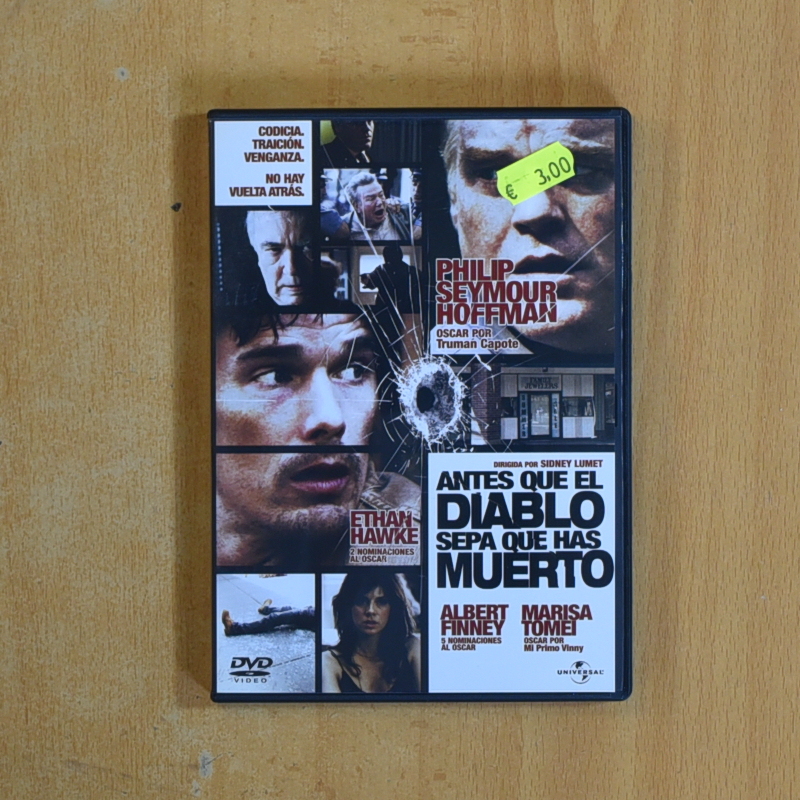 CODICIA.
TRAICIÓN.
VENGANZA.
NO HAY
VUELTA ATRÁS.
€ 3,00
PHILIP
SEYMOUR
HOFFMAN
OSCAR POR
Truman Capote
FAMILY
JEWELERS
ETHAN
HAWKE
2 NOMINACIONES
AL OSCAR
DIRIGIDA POR SIDNEY LUMET
ANTES QUE EL
DIABLO
SEPA QUE HAS
MUERTO
ALBERT
FINNEY
5 NOMINACIONES
AL OSCAR
MARISA
TOMEI
OSCAR POR
Mi Primo Vinny
DVD
VIDEO
UNIVERSAL